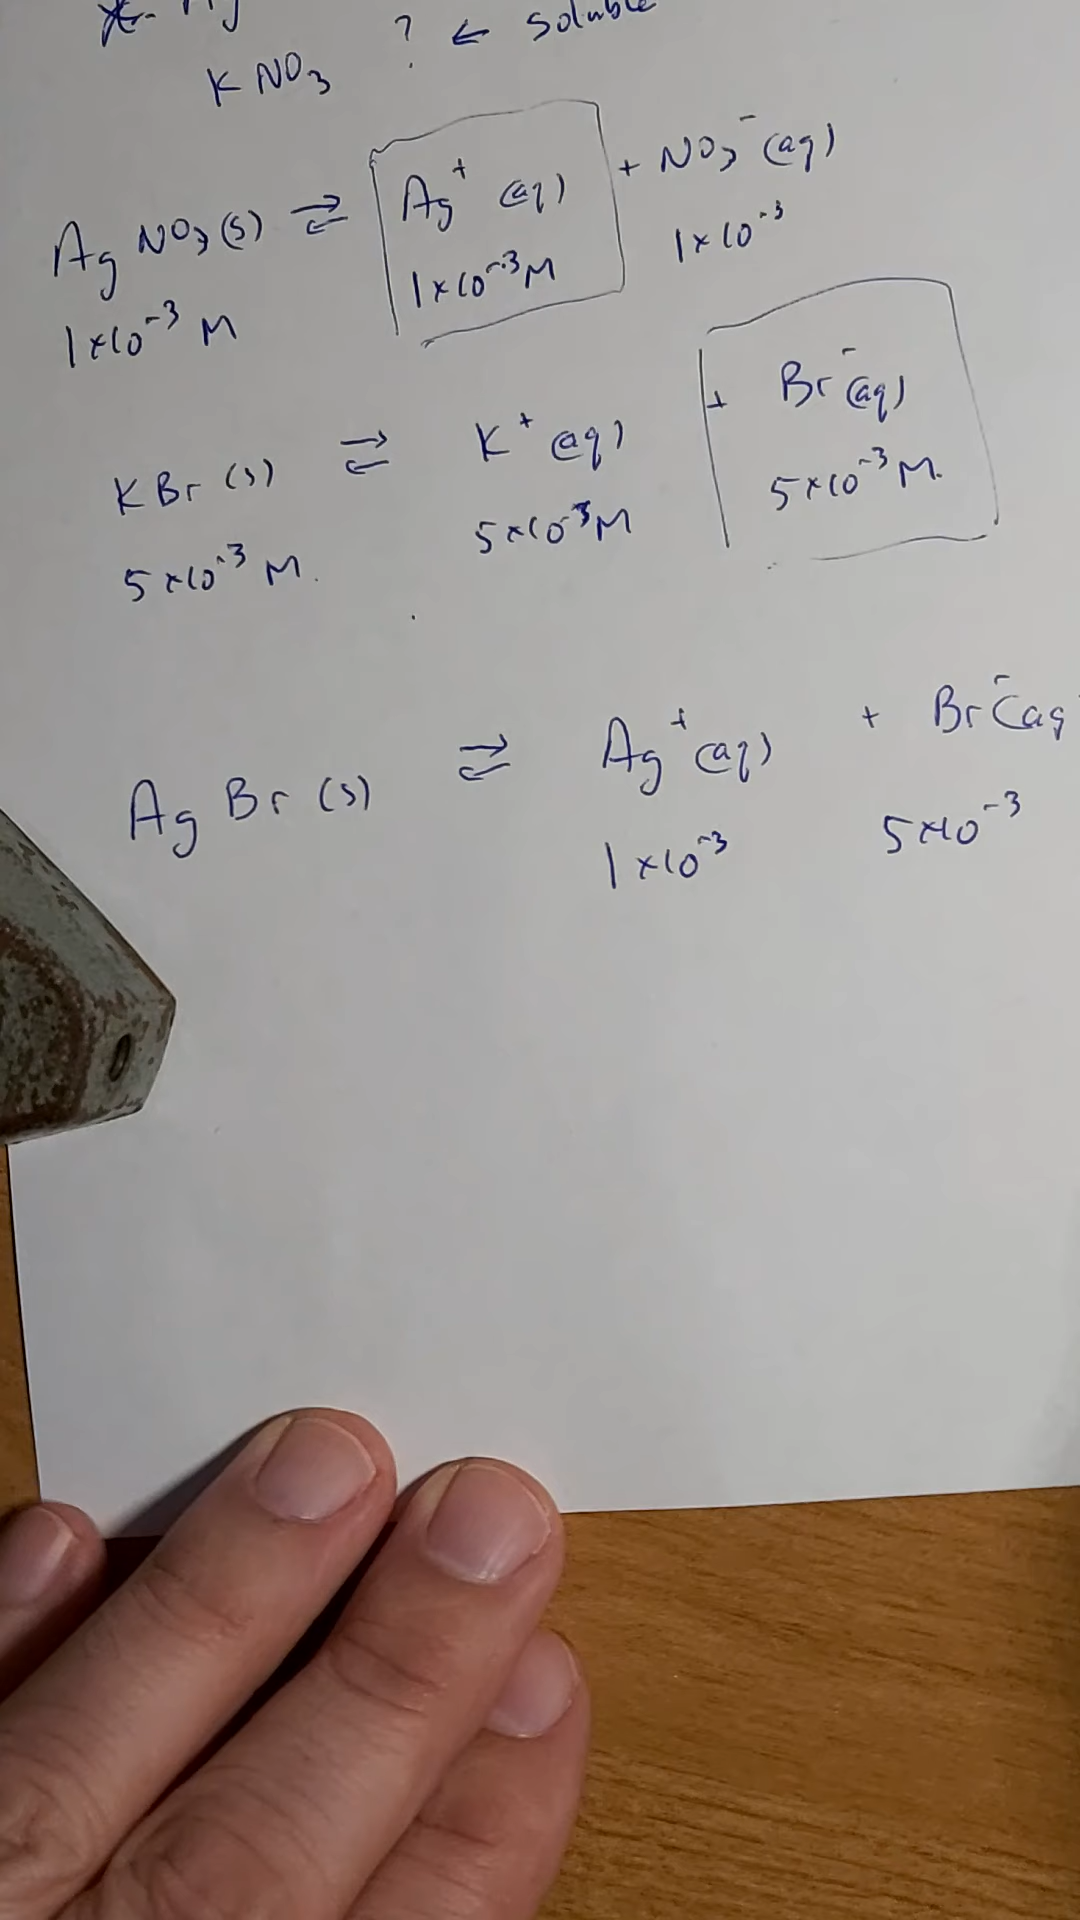 Ag
KNO₃ ? ← soluble
AgNO₃(s) ⇌ Ag⁺(aq) + NO₃⁻(aq)
1×10⁻³ M 1×10⁻³ M 1×10⁻³
KBr(s) ⇌ K⁺(aq) + Br⁻(aq)
5×10⁻³ M. 5×10⁻³ M 5×10⁻³ M.
AgBr(s) ⇌ Ag⁺(aq) + Br⁻(aq
1×10⁻³ 5×10⁻³